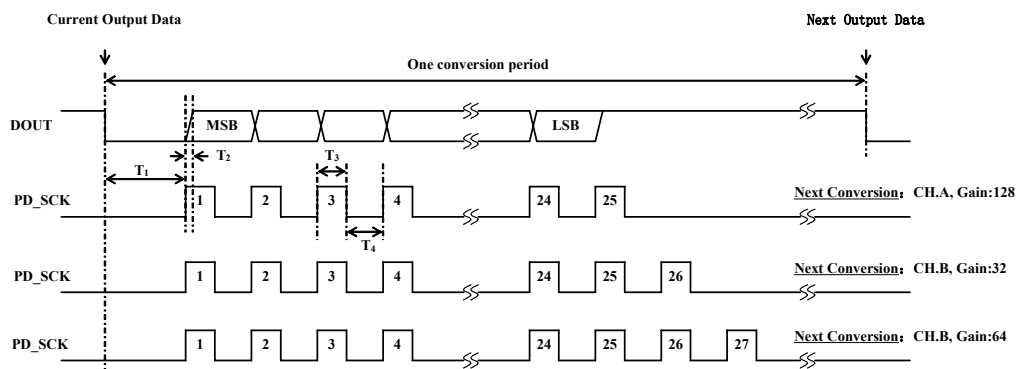 Current Output Data
Next Output Data
One conversion period
DOUT
MSB
LSB
T2
T1
T3
PD_SCK
1 2 3 4 24 25
Next Conversion: CH.A, Gain:128
T4
PD_SCK
1 2 3 4 24 25 26
Next Conversion: CH.B, Gain:32
PD_SCK
1 2 3 4 24 25 26 27
Next Conversion: CH.B, Gain:64